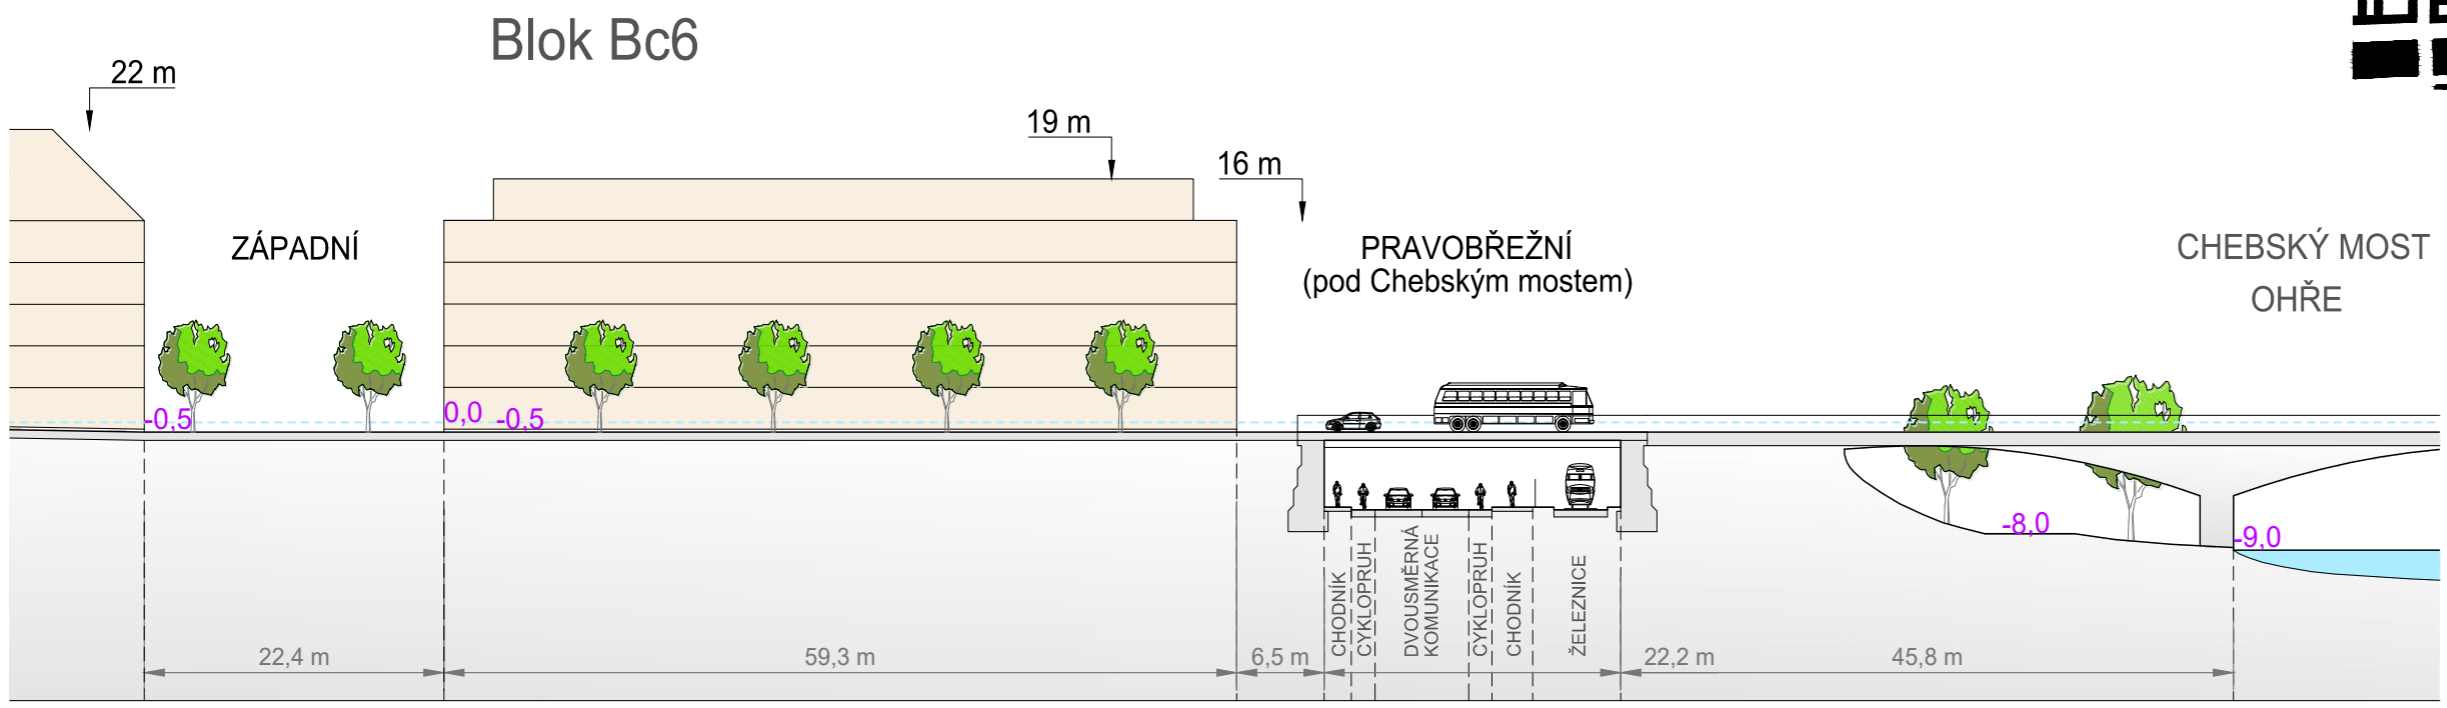 Blok Bc6
22 m
19 m
16 m
ZÁPADNÍ
PRAVOBŘEŽNÍ
(pod Chebským mostem)
CHEBSKÝ MOST
OHŘE
-0,5
0,0
-0,5
-8,0
-9,0
CHODNÍK
CYKLOPRUH
DVOUSMĚRNÁ
KOMUNIKACE
CYKLOPRUH
CHODNÍK
ŽELEZNICE
22,4 m
59,3 m
6,5 m
22,2 m
45,8 m